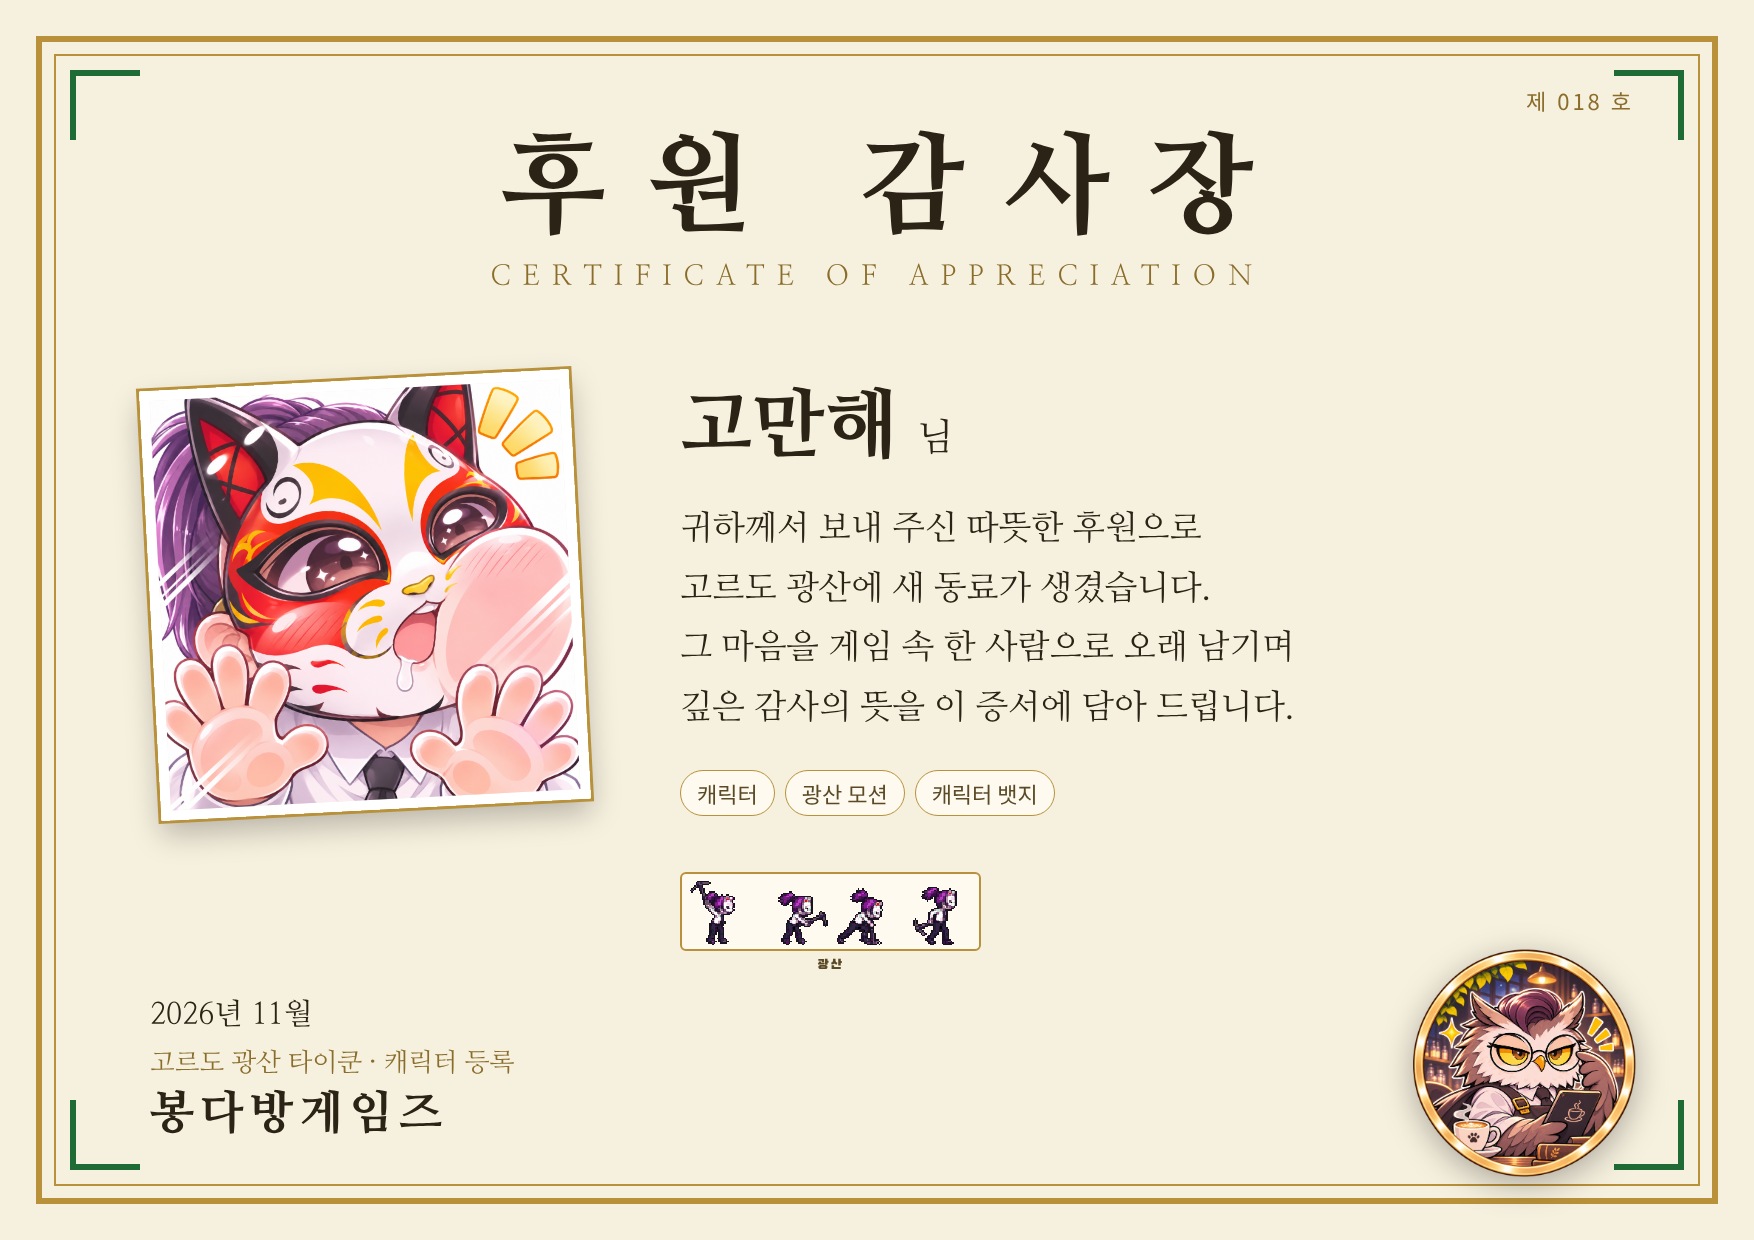 제 018 호
후원 감사장
CERTIFICATE OF APPRECIATION
고만해 님
귀하께서 보내 주신 따뜻한 후원으로
고르도 광산에 새 동료가 생겼습니다.
그 마음을 게임 속 한 사람으로 오래 남기며
깊은 감사의 뜻을 이 증서에 담아 드립니다.
캐릭터 광산 모션 캐릭터 뱃지
광산
2026년 11월
고르도 광산 타이쿤 · 캐릭터 등록
봉다방게임즈